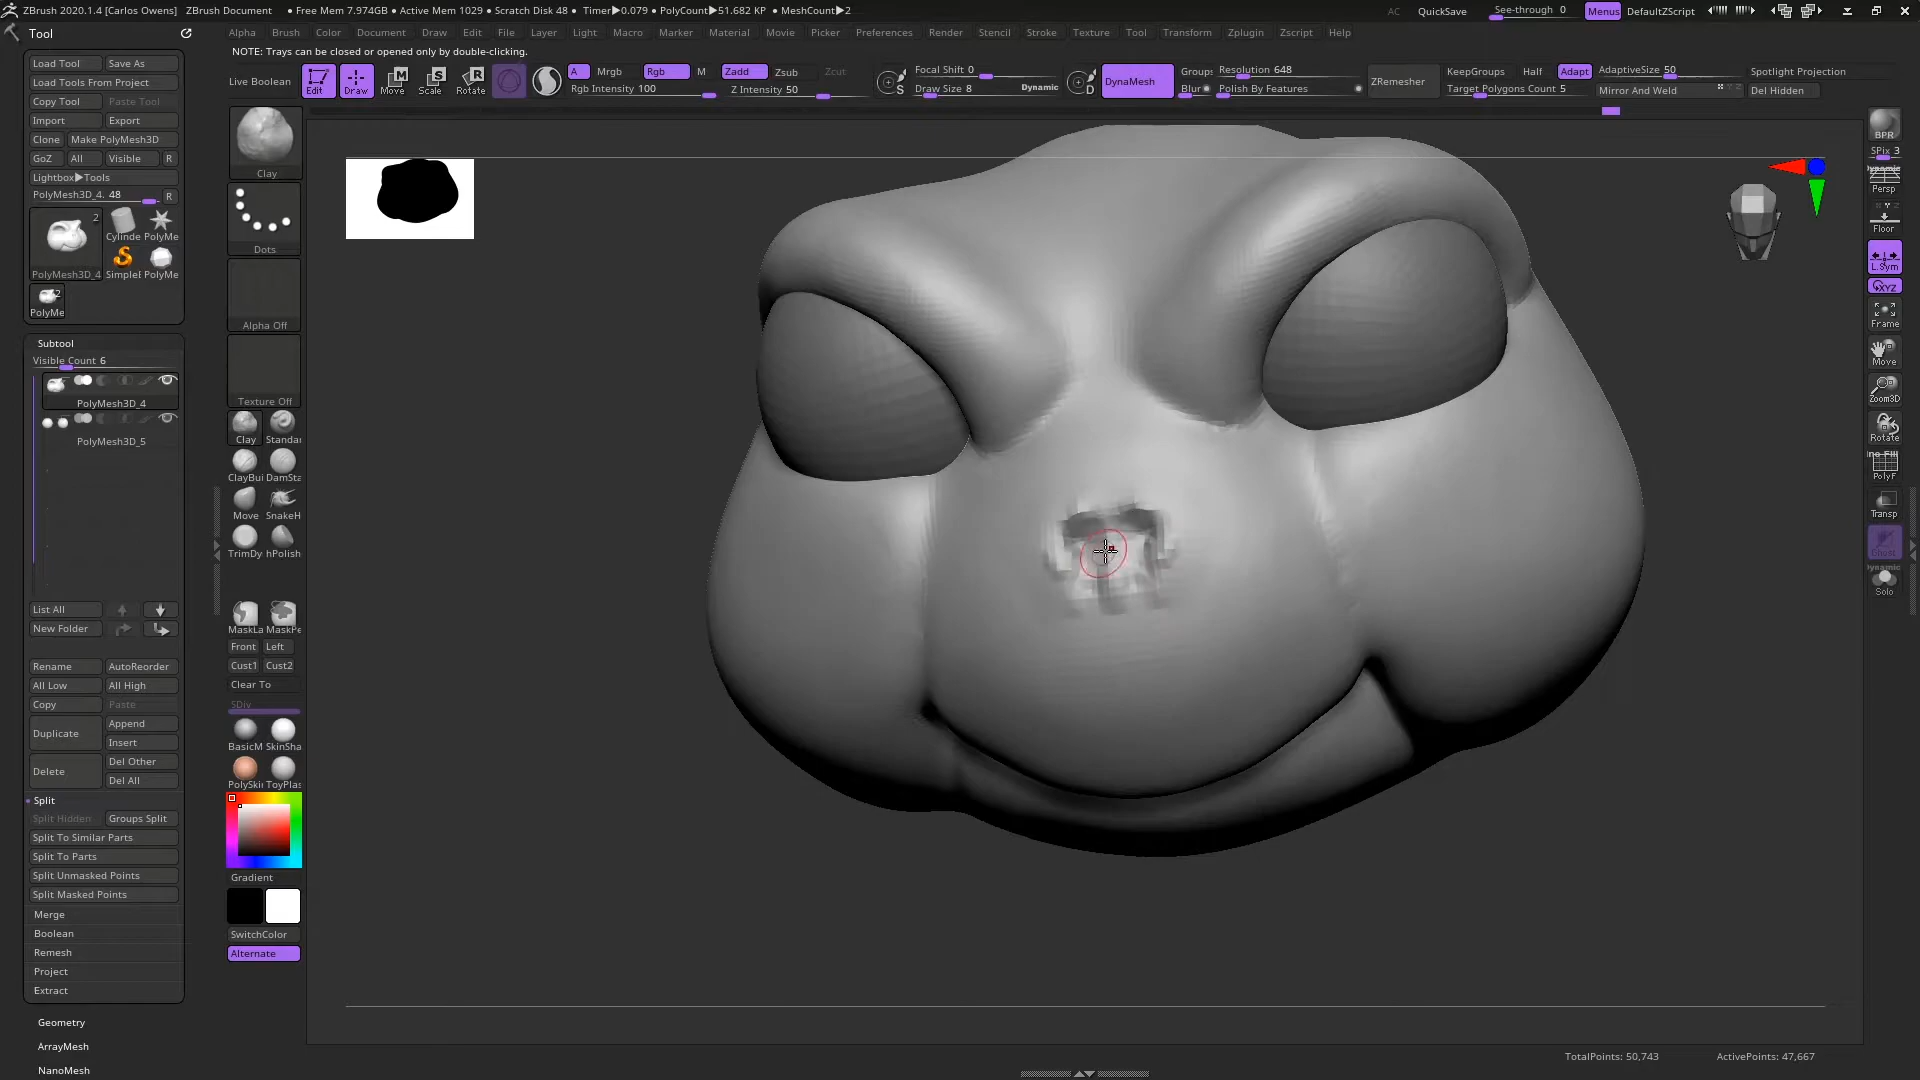 ZBrush 2020.1.4 [Carlos Owens] ZBrush Document • Free Mem 7.974GB • Active Mem 1029 • Scratch Disk 48 • Timer▶0.079 • PolyCount▶51.682 KP • MeshCount▶2 AC QuickSave See-through 0 Menus DefaultZScript
Tool
Alpha Brush Color Document Draw Edit File Layer Light Macro Marker Material Movie Picker Preferences Render Stencil Stroke Texture Tool Transform Zplugin Zscript Help
NOTE: Trays can be closed or opened only by double-clicking.
Load Tool Save As
Load Tools From Project
Copy Tool Paste Tool
Import Export
Clone Make PolyMesh3D
GoZ All Visible R
Lightbox▶Tools
PolyMesh3D_4. 48 R
2
Cylinde PolyMe
PolyMesh3D_4 SimpleE PolyMe
2
PolyMe
Live Boolean Edit Draw Move Scale Rotate
A Mrgb Rgb M Zadd Zsub Zcut
Rgb Intensity 100 Z Intensity 50
Focal Shift 0
Draw Size 8 Dynamic
S D
DynaMesh
Groups Resolution 648
Blur Polish By Features
ZRemesher
KeepGroups Half Adapt AdaptiveSize 50
Target Polygons Count 5 Mirror And Weld
Spotlight Projection
Del Hidden
Subtool
Visible Count 6
PolyMesh3D_4
PolyMesh3D_5
List All
New Folder
Rename AutoReorder
All Low All High
Copy Paste
Duplicate Append
Insert
Delete Del Other
Del All
Split
Split Hidden Groups Split
Split To Similar Parts
Split To Parts
Split Unmasked Points
Split Masked Points
Merge
Boolean
Remesh
Project
Extract
Geometry
ArrayMesh
NanoMesh
Clay
Dots
Alpha Off
Texture Off
Clay Standar
ClayBui DamSta
Move SnakeH
TrimDy hPolish
MaskLa MaskPe
Front Left
Cust1 Cust2
Clear To
SDiv
BasicM SkinSha
PolySki ToyPlas
Gradient
SwitchColor
Alternate
BPR
SPix 3
Dynamic
Persp
Floor
L.Sym
XYZ
Frame
Move
Zoom3D
Rotate
ine Fill
PolyF
Transp
Ghost
Dynamic
Solo
TotalPoints: 50,743 ActivePoints: 47,667